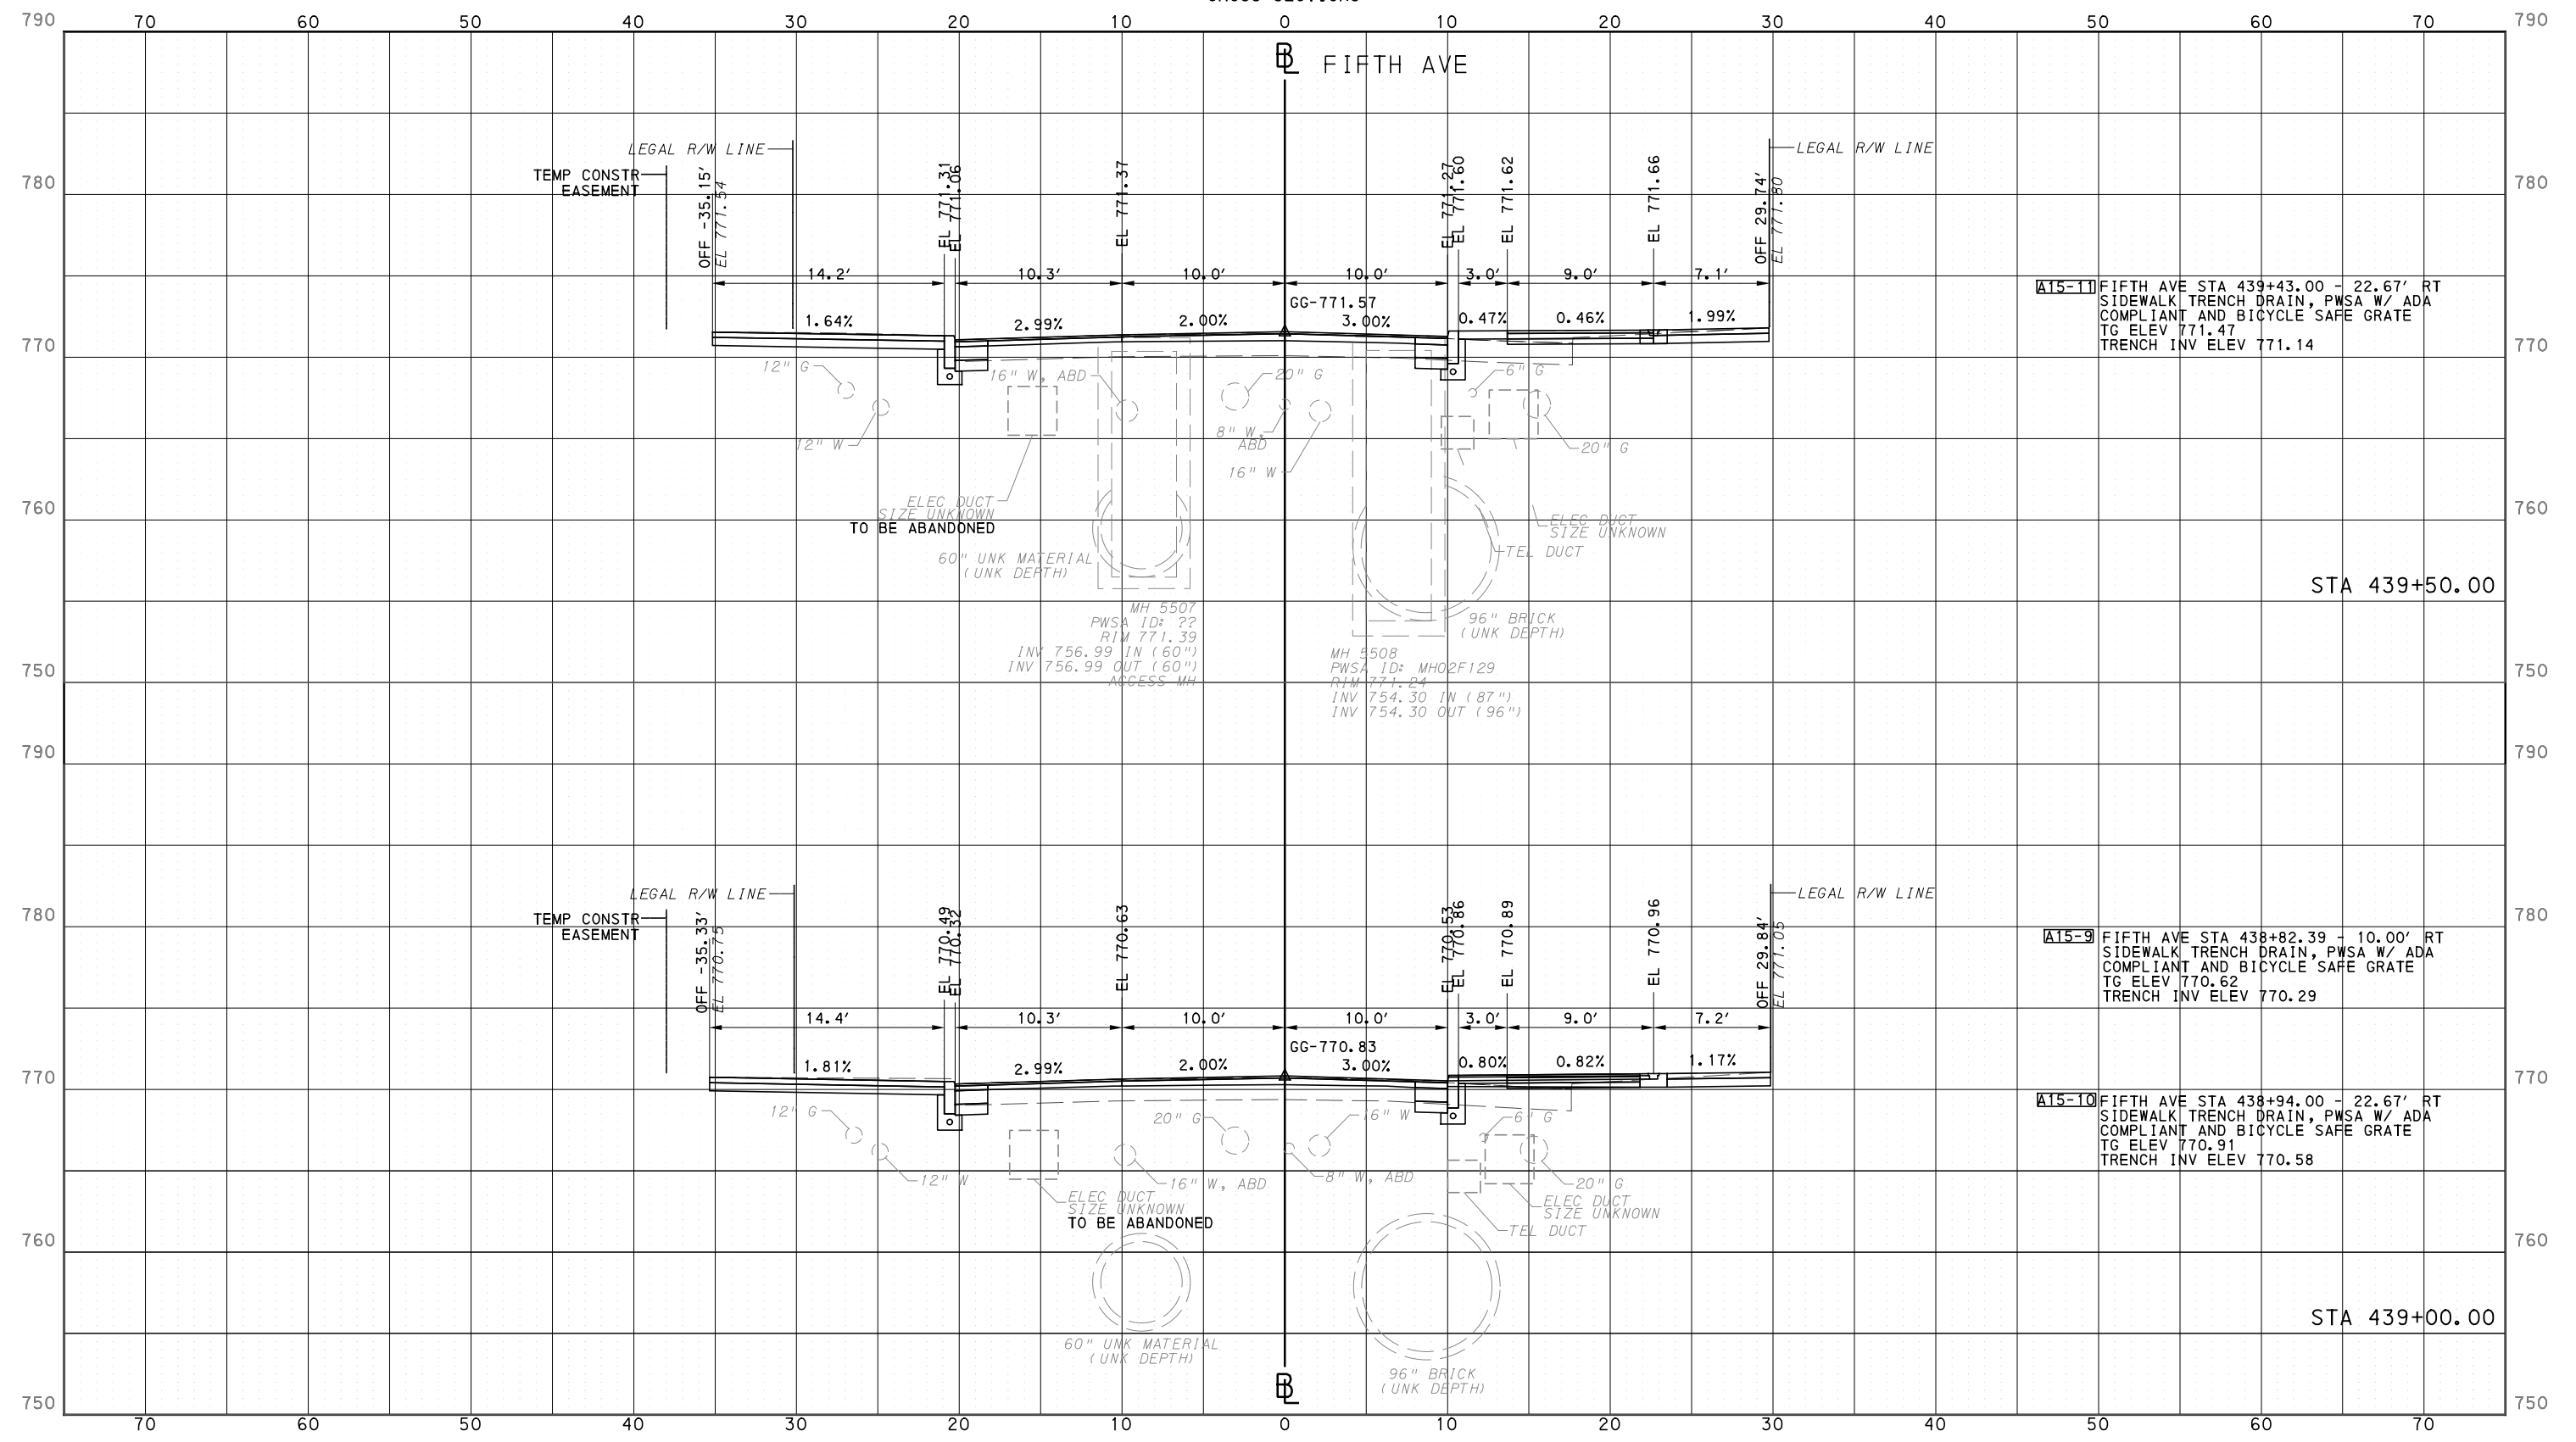 790 70 60 50 40 30 20 10 0 10 20 30 40 50 60 70 790
BL FIFTH AVE
LEGAL R/W LINE
LEGAL R/W LINE
780 780
TEMP CONSTR
EASEMENT
OFF -35.15'
EL 771.54
EL 771.31
EL 771.06
EL 771.37
EL 771.27
EL 771.60
EL 771.62
EL 771.66
OFF 29.74'
EL 771.80
14.2' 10.3' 10.0' 10.0' 3.0' 9.0' 7.1'
GG-771.57
1.64% 2.99% 2.00% 3.00% 0.47% 0.46% 1.99%
A15-11 FIFTH AVE STA 439+43.00 - 22.67' RT
SIDEWALK TRENCH DRAIN, PWSA W/ ADA
COMPLIANT AND BICYCLE SAFE GRATE
TG ELEV 771.47
TRENCH INV ELEV 771.14
770 770
12" G
16" W, ABD
20" G
6" G
12" W
8" W,
ABD
16" W
20" G
760 760
ELEC DUCT
SIZE UNKNOWN
TO BE ABANDONED
ELEC DUCT
SIZE UNKNOWN
TEL DUCT
60" UNK MATERIAL
(UNK DEPTH)
STA 439+50.00
MH 5507
PWSA ID: ??
RIM 771.39
INV 756.99 IN (60")
INV 756.99 OUT (60")
ACCESS MH
96" BRICK
(UNK DEPTH)
MH 5508
PWSA ID: MH02F129
RIM 771.24
INV 754.30 IN (87")
INV 754.30 OUT (96")
750 750
790 790
LEGAL R/W LINE
LEGAL R/W LINE
780 780
TEMP CONSTR
EASEMENT
OFF -35.33'
EL 770.75
EL 770.49
EL 770.32
EL 770.63
EL 770.53
EL 770.86
EL 770.89
EL 770.96
OFF 29.84'
EL 771.05
A15-9 FIFTH AVE STA 438+82.39 - 10.00' RT
SIDEWALK TRENCH DRAIN, PWSA W/ ADA
COMPLIANT AND BICYCLE SAFE GRATE
TG ELEV 770.62
TRENCH INV ELEV 770.29
14.4' 10.3' 10.0' 10.0' 3.0' 9.0' 7.2'
GG-770.83
1.81% 2.99% 2.00% 3.00% 0.80% 0.82% 1.17%
770 770
A15-10 FIFTH AVE STA 438+94.00 - 22.67' RT
SIDEWALK TRENCH DRAIN, PWSA W/ ADA
COMPLIANT AND BICYCLE SAFE GRATE
TG ELEV 770.91
TRENCH INV ELEV 770.58
12" G
20" G
16" W
6" G
12" W
16" W, ABD
8" W, ABD
20" G
ELEC DUCT
SIZE UNKNOWN
TO BE ABANDONED
ELEC DUCT
SIZE UNKNOWN
TEL DUCT
760 760
STA 439+00.00
60" UNK MATERIAL
(UNK DEPTH)
96" BRICK
(UNK DEPTH)
BL
750 750
70 60 50 40 30 20 10 0 10 20 30 40 50 60 70